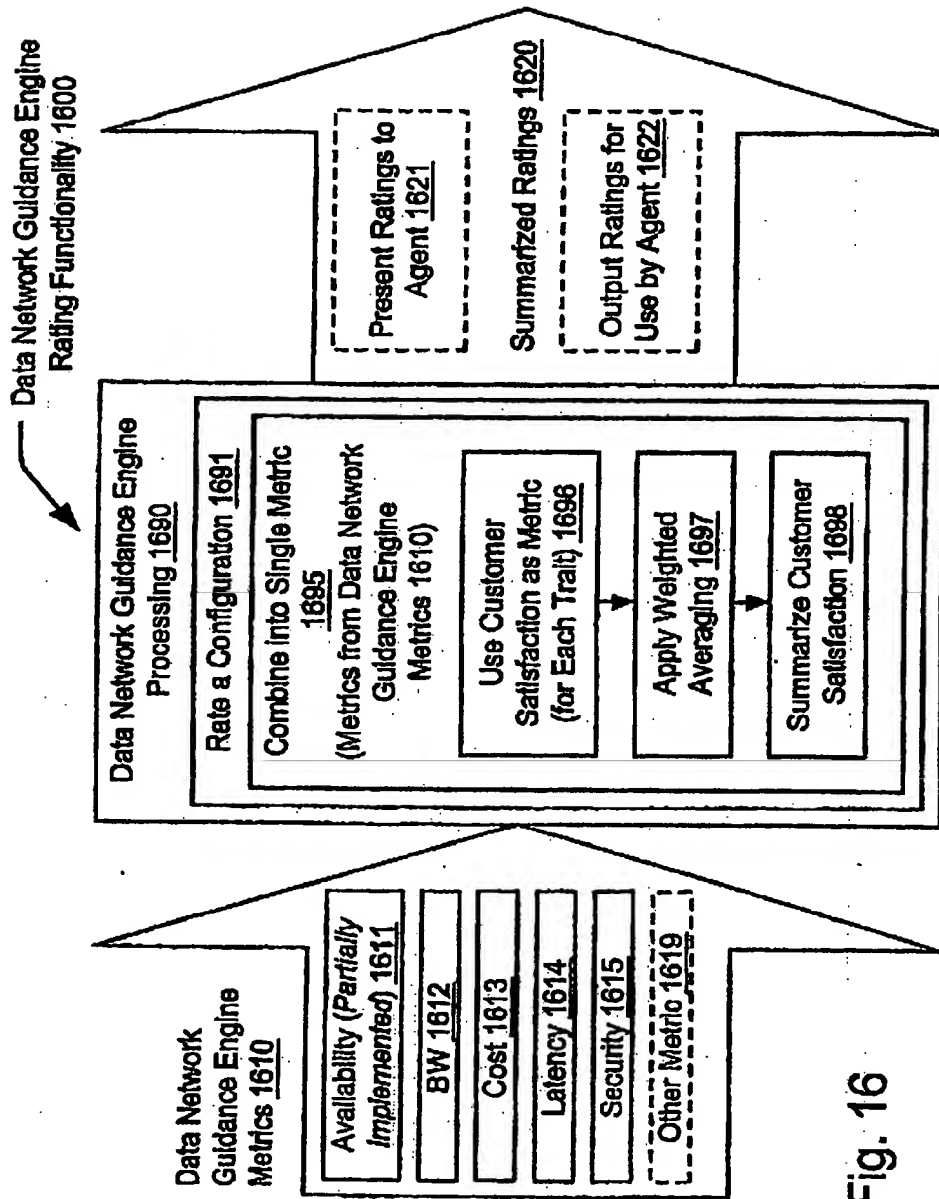 Data Network Guidance Engine
Rating Functionality 1600
Data Network
Guidance Engine
Metrics 1610
Availability (Partially
Implemented) 1611
BW 1612
Cost 1613
Latency 1614
Security 1615
Other Metric 1619
Data Network Guidance Engine
Processing 1690
Rate a Configuration 1691
Combine into Single Metric
1695
(Metrics from Data Network
Guidance Engine
Metrics 1610)
Use Customer
Satisfaction as Metric
(for Each Trait) 1696
Apply Weighted
Averaging 1697
Summarize Customer
Satisfaction 1698
Present Ratings to
Agent 1621
Summarized Ratings 1620
Output Ratings for
Use by Agent 1622
Fig. 16